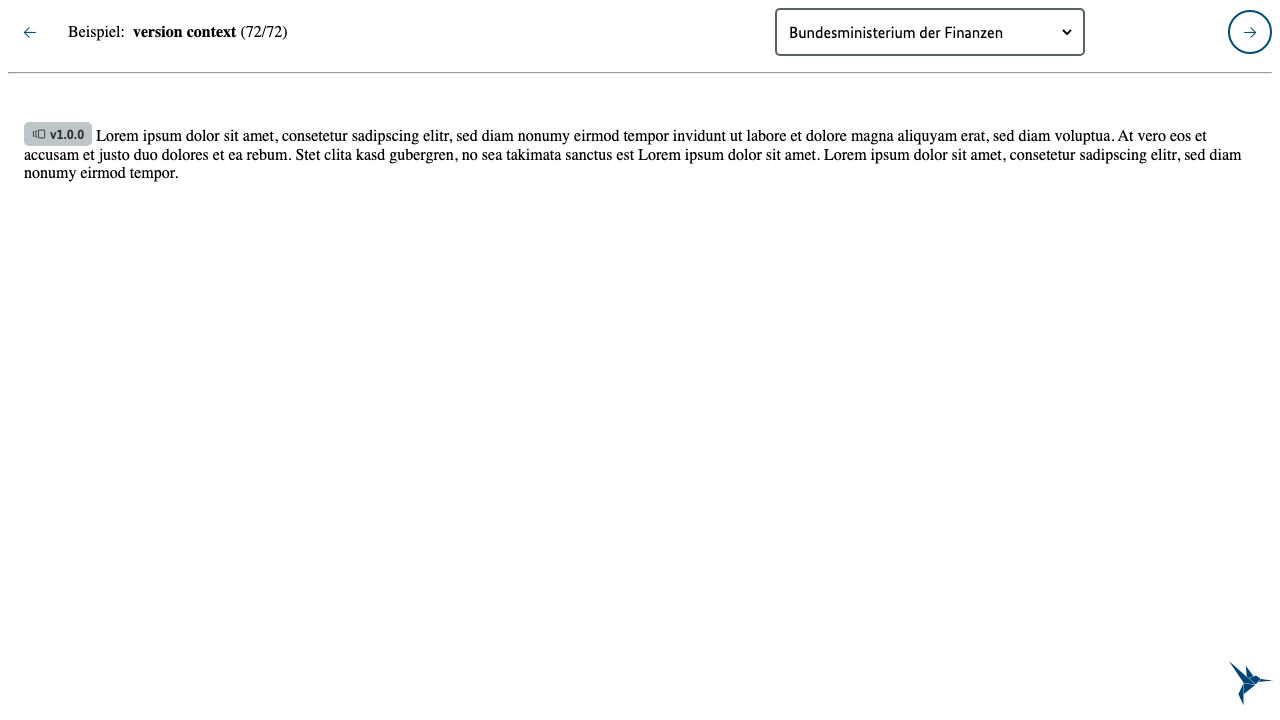 Beispiel: version context (72/72)
Bundesministerium der Finanzen
v1.0.0 Lorem ipsum dolor sit amet, consetetur sadipscing elitr, sed diam nonumy eirmod tempor invidunt ut labore et dolore magna aliquyam erat, sed diam voluptua. At vero eos et
accusam et justo duo dolores et ea rebum. Stet clita kasd gubergren, no sea takimata sanctus est Lorem ipsum dolor sit amet. Lorem ipsum dolor sit amet, consetetur sadipscing elitr, sed diam
nonumy eirmod tempor.